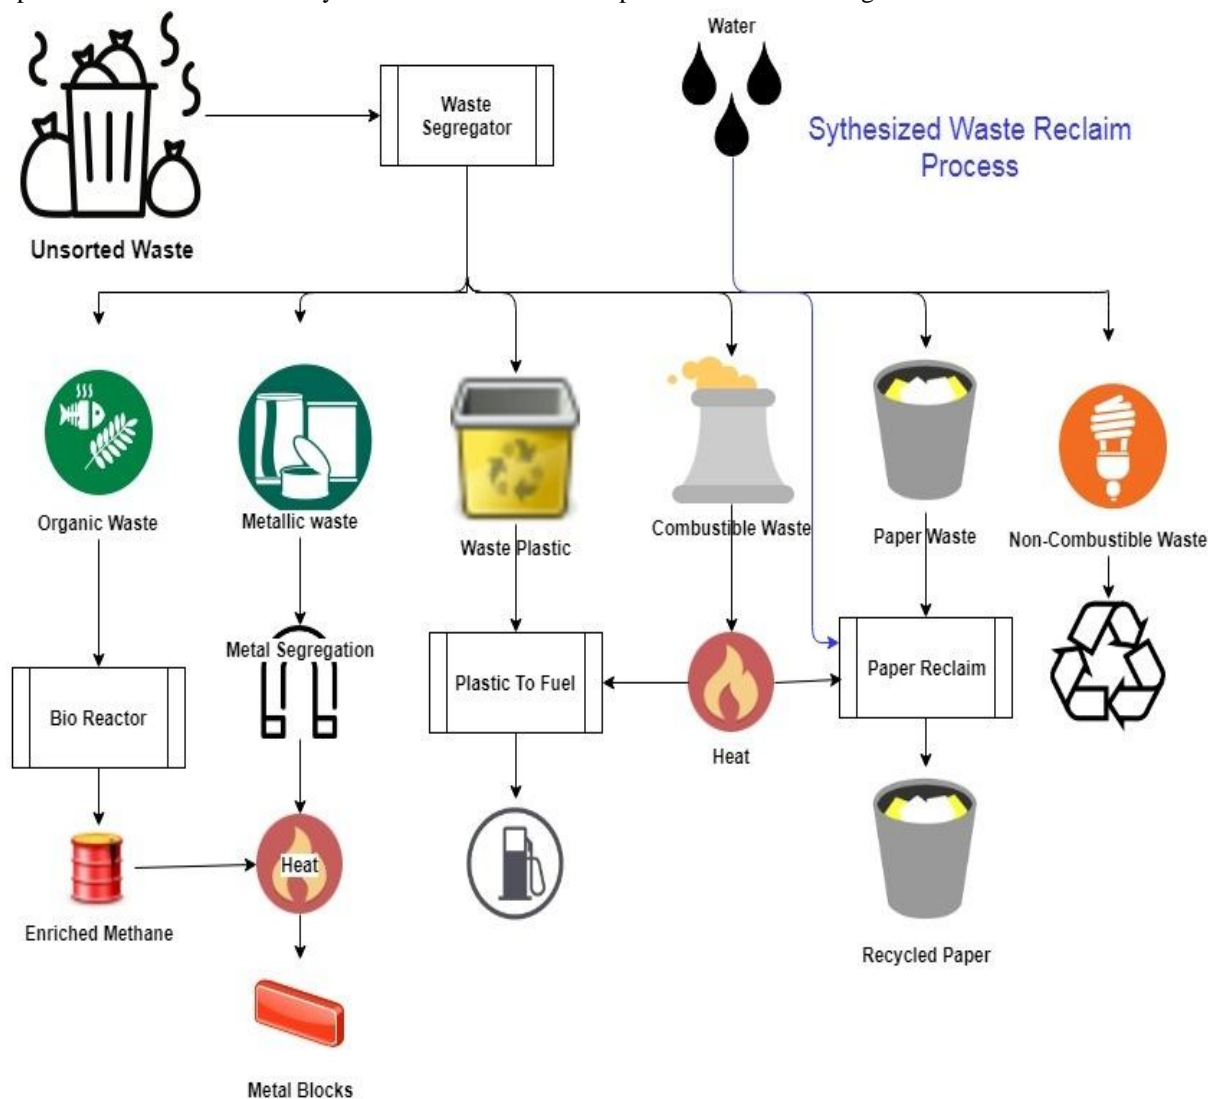 Water
Waste
Segregator
Sythesized Waste Reclaim
Process
Unsorted Waste
Organic Waste
Metallic waste
Waste Plastic
Combustible Waste
Paper Waste
Non-Combustible Waste
Metal Segregation
Bio Reactor
Plastic To Fuel
Heat
Paper Reclaim
Heat
Enriched Methane
Recycled Paper
Metal Blocks